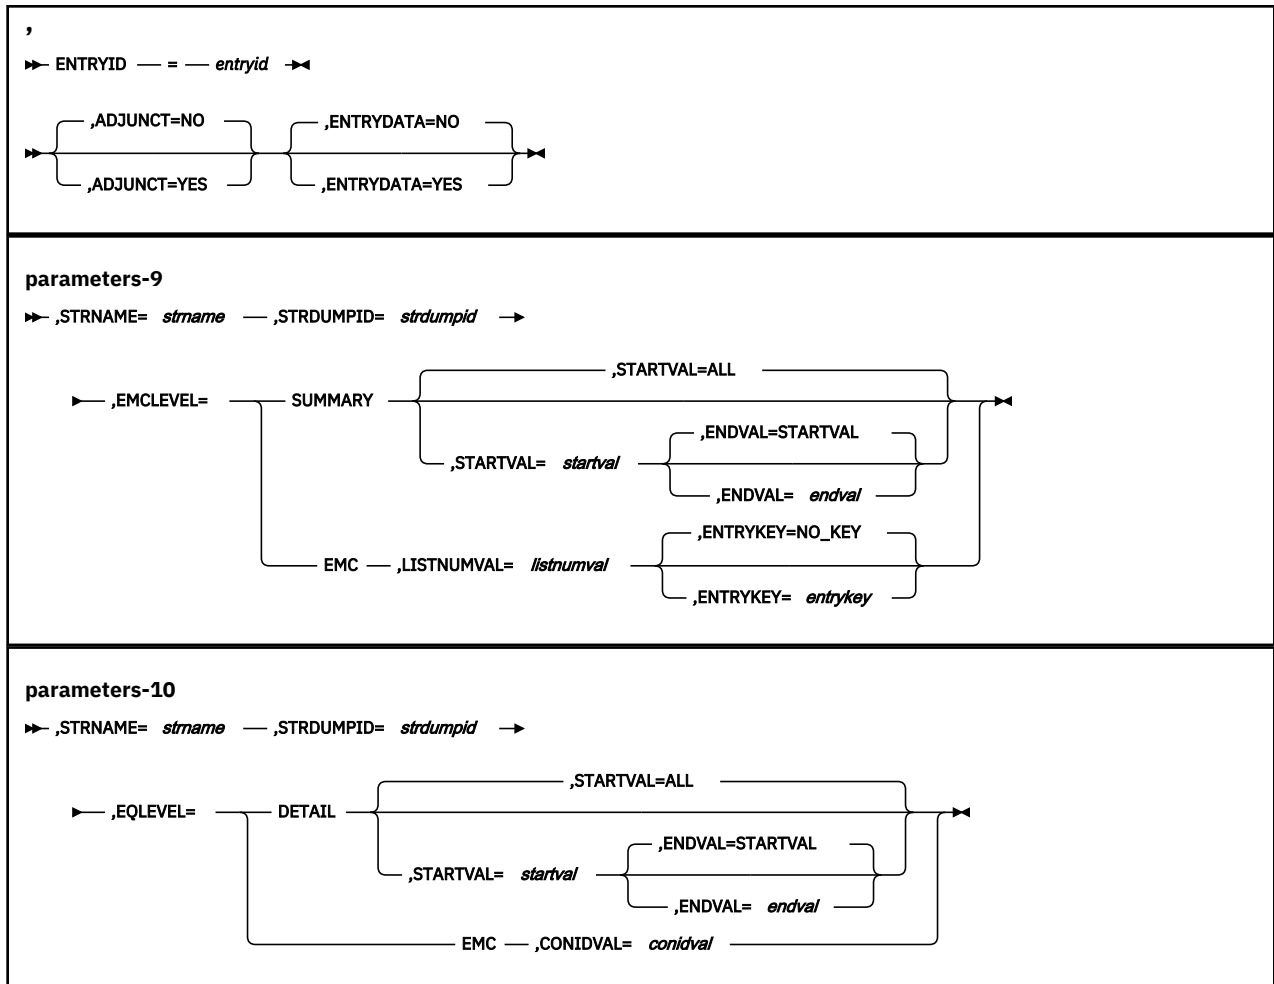 ,
ENTRYID = entryid
,ADJUNCT=NO ,ENTRYDATA=NO
,ADJUNCT=YES ,ENTRYDATA=YES
parameters-9
,STRNAME= strname ,STRDUMPID= strdumpid
,STARTVAL=ALL
,EMCLEVEL= SUMMARY
,ENDVAL=STARTVAL
,STARTVAL= startval
,ENDVAL= endval
,ENTRYKEY=NO_KEY
EMC ,LISTNUMVAL= listnumval
,ENTRYKEY= entrykey
parameters-10
,STRNAME= strname ,STRDUMPID= strdumpid
,STARTVAL=ALL
,EQLEVEL= DETAIL
,ENDVAL=STARTVAL
,STARTVAL= startval
,ENDVAL= endval
EMC ,CONIDVAL= conidval